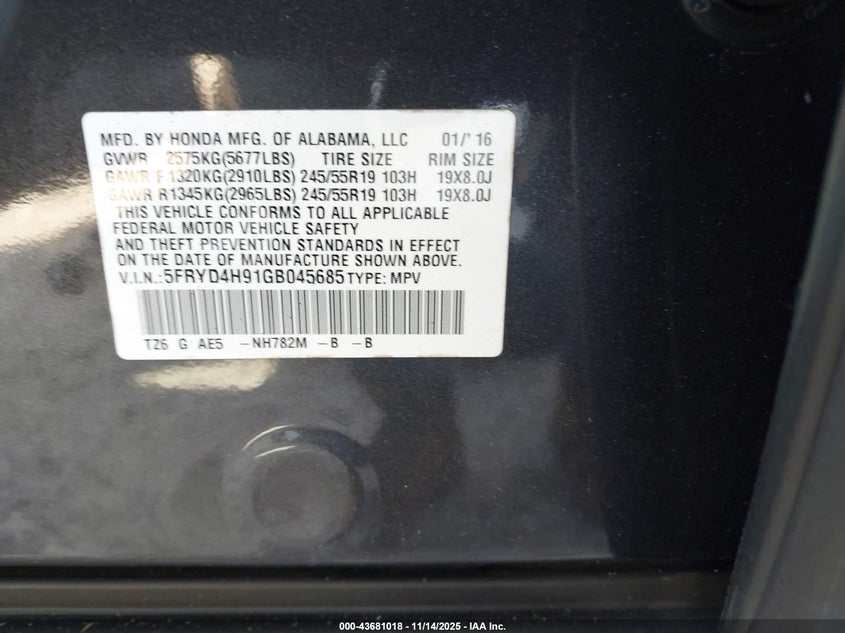 MFD. BY HONDA MFG. OF ALABAMA, LLC 01/' 16
GVWR 2575KG(5677LBS) TIRE SIZE RIM SIZE
GAWR F 1320KG(2910LBS) 245/55R19 103H 19X8.0J
GAWR R1345KG(2965LBS) 245/55R19 103H 19X8.0J
THIS VEHICLE CONFORMS TO ALL APPLICABLE
FEDERAL MOTOR VEHICLE SAFETY
AND THEFT PREVENTION STANDARDS IN EFFECT
ON THE DATE OF MANUFACTURE SHOWN ABOVE.
V.I.N.:5FRYD4H91GB045685 TYPE: MPV
TZ6 G AE5 -NH782M -B -B
000-43681018 - 11/14/2025 - IAA Inc.